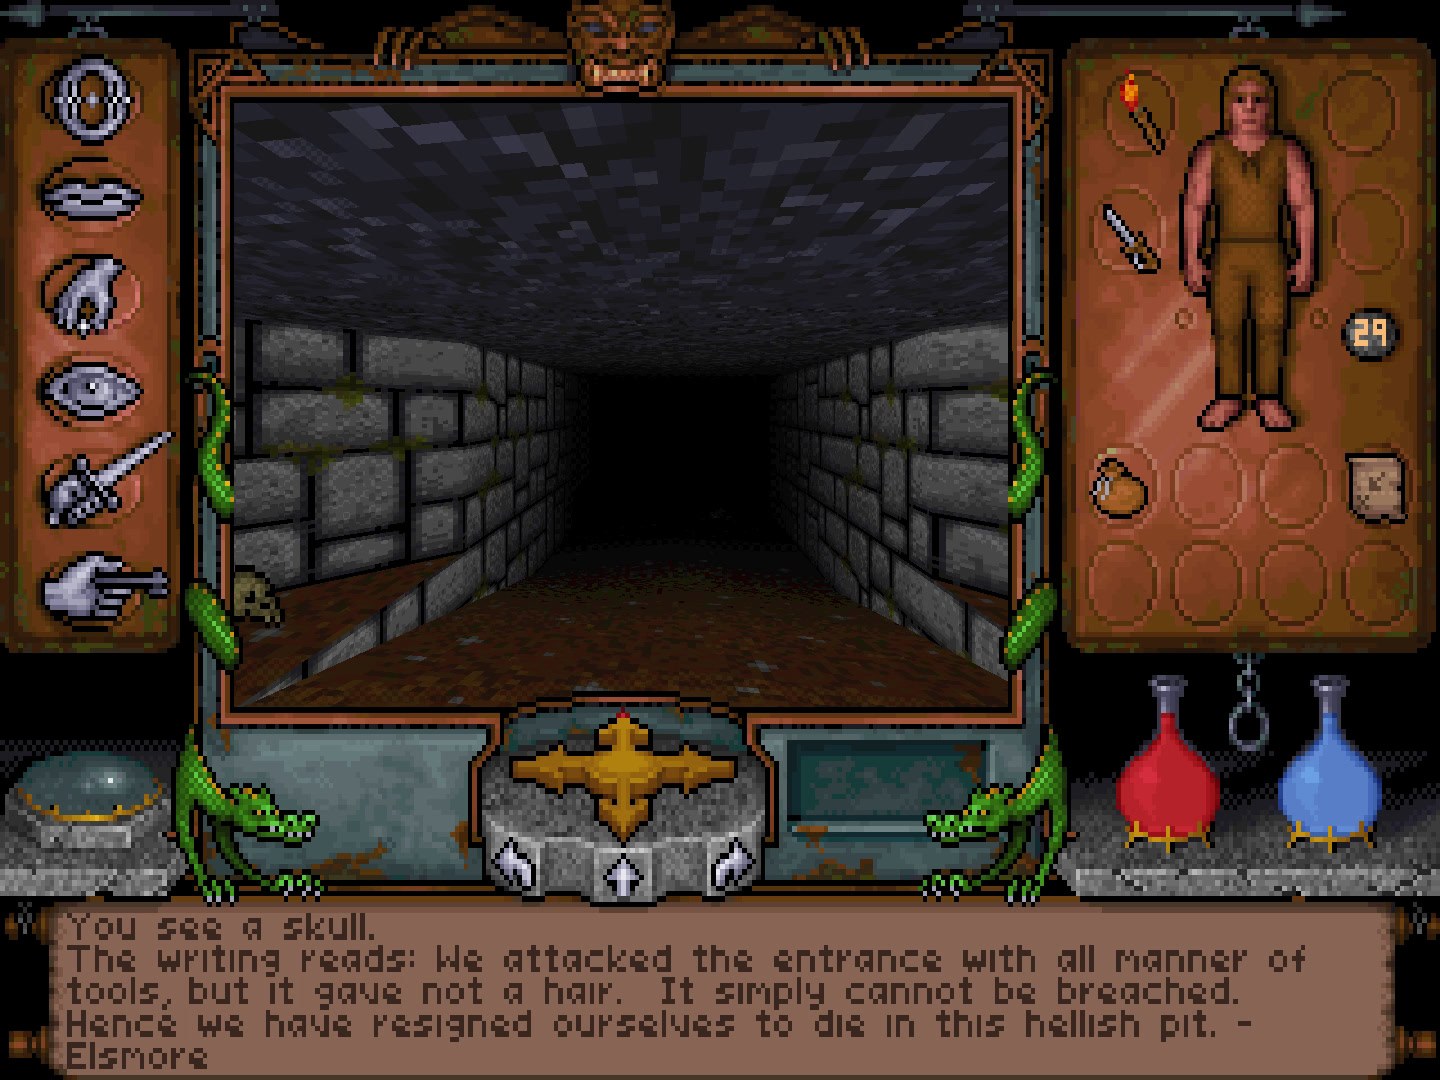 29
You see a skull.
The writing reads: We attacked the entrance with all manner of
tools, but it gave not a hair.  It simply cannot be breached.
Hence we have resigned ourselves to die in this hellish pit. -
Elsmore